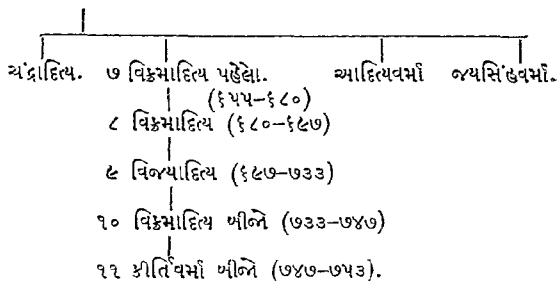 ચંદ્રાદિત્ય. ૭ વિક્રમાદિત્ય પહેલો. આદિત્યવર્મા જયસિંહવર્મા.
(૬૫૫–૬૮૦)
૮ વિક્રમાદિત્ય (૬૮૦–૬૯૭)
૯ વિજયાદિત્ય (૬૯૭–૭૩૩)
૧૦ વિક્રમાદિત્ય બીજો (૭૩૩–૭૪૭)
૧૧ કીર્તિવર્મા બીજો (૭૪૭–૭૫૩).